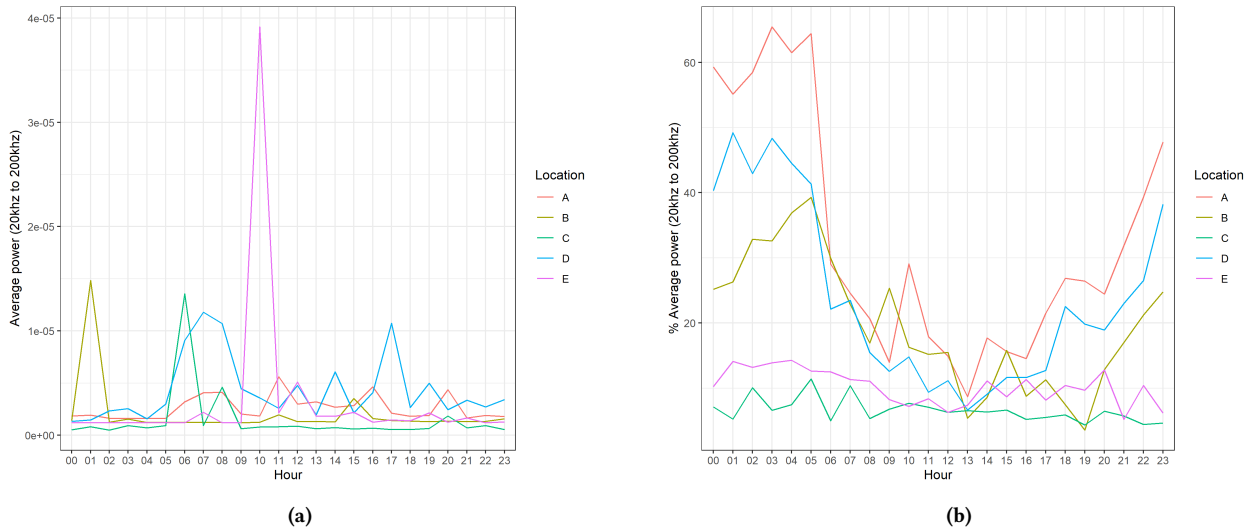 4e-05
3e-05
2e-05
1e-05
0e+00
Average power (20khz to 200khz)
00 01 02 03 04 05 06 07 08 09 10 11 12 13 14 15 16 17 18 19 20 21 22 23
Hour
Location
A
B
C
D
E
(a)
60
40
20
% Average power (20khz to 200khz)
00 01 02 03 04 05 06 07 08 09 10 11 12 13 14 15 16 17 18 19 20 21 22 23
Hour
Location
A
B
C
D
E
(b)